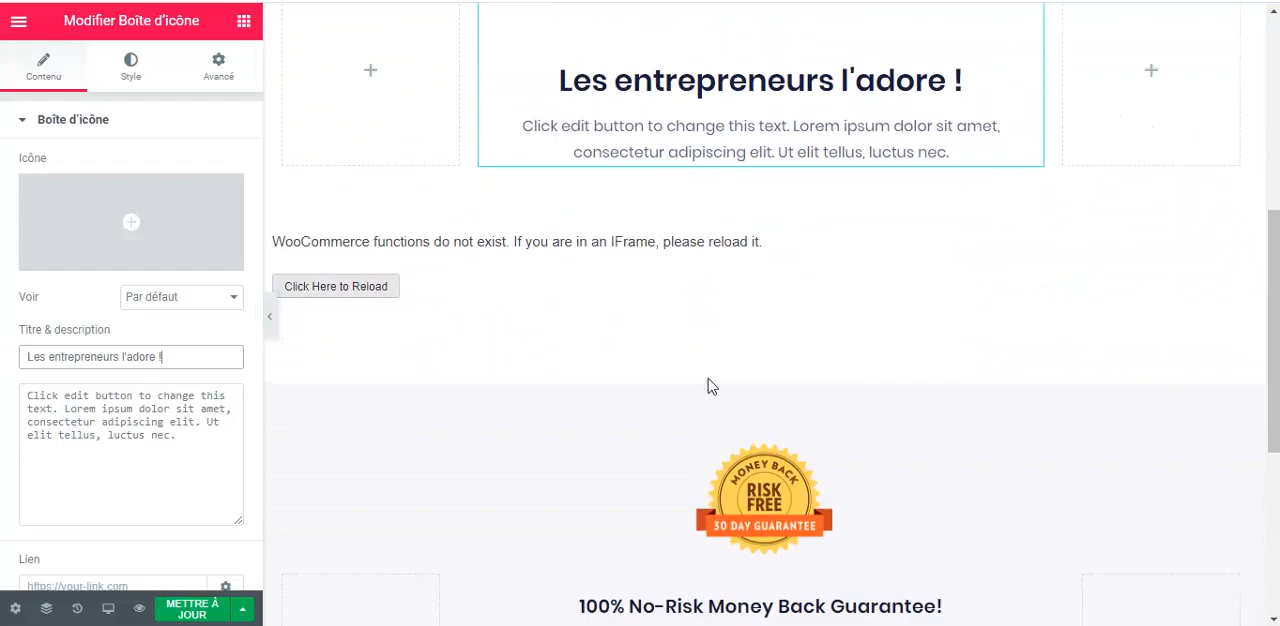 Modifier Boîte d'icône
Contenu
Style
Avancé
Boîte d'icône
Icône
Voir
Par défaut
Titre & description
Les entrepreneurs l'adore !
Click edit button to change this
text. Lorem ipsum dolor sit amet,
consectetur adipiscing elit. Ut
elit tellus, luctus nec.
Lien
https://your-link.com
METTRE À
JOUR
Les entrepreneurs l'adore !
Click edit button to change this text. Lorem ipsum dolor sit amet,
consectetur adipiscing elit. Ut elit tellus, luctus nec.
WooCommerce functions do not exist. If you are in an IFrame, please reload it.
Click Here to Reload
MONEY BACK
RISK
FREE
30 DAY GUARANTEE
100% No-Risk Money Back Guarantee!